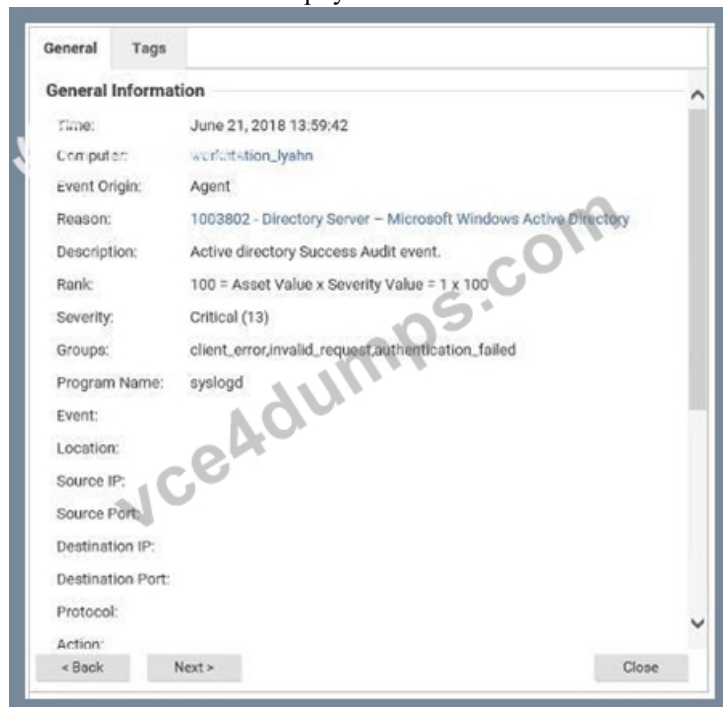 General Tags
General Information
Time: June 21, 2018 13:59:42
Computer: workstation_lyahn
Event Origin: Agent
Reason: 1003802 - Directory Server – Microsoft Windows Active Directory
Description: Active directory Success Audit event.
Rank: 100 = Asset Value x Severity Value = 1 x 100
Severity: Critical (13)
Groups: client_error,invalid_request,authentication_failed
Program Name: syslogd
Event:
Location:
Source IP:
Source Port:
Destination IP:
Destination Port:
Protocol:
Action:
< Back Next > Close
vce4dumps.com